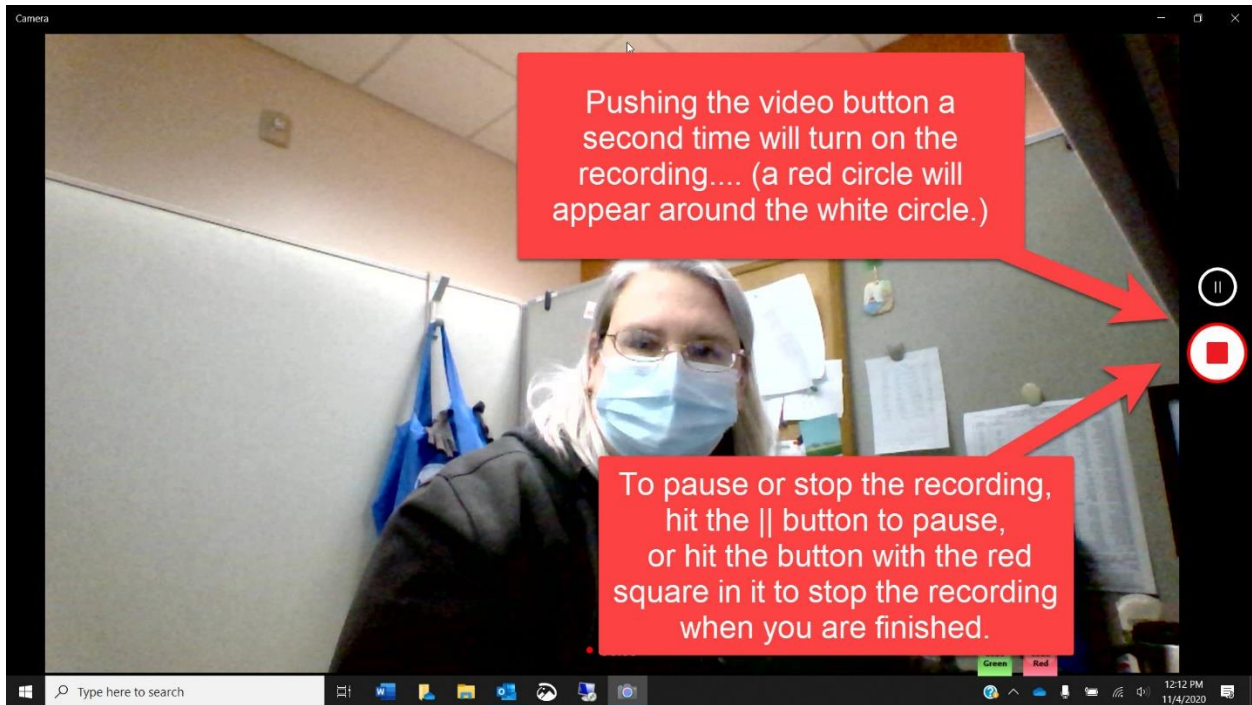 Camera
Pushing the video button a
second time will turn on the
recording.... (a red circle will
appear around the white circle.)
To pause or stop the recording,
hit the || button to pause,
or hit the button with the red
square in it to stop the recording
when you are finished.
Green
Red
Type here to search
12:12 PM
11/4/2020